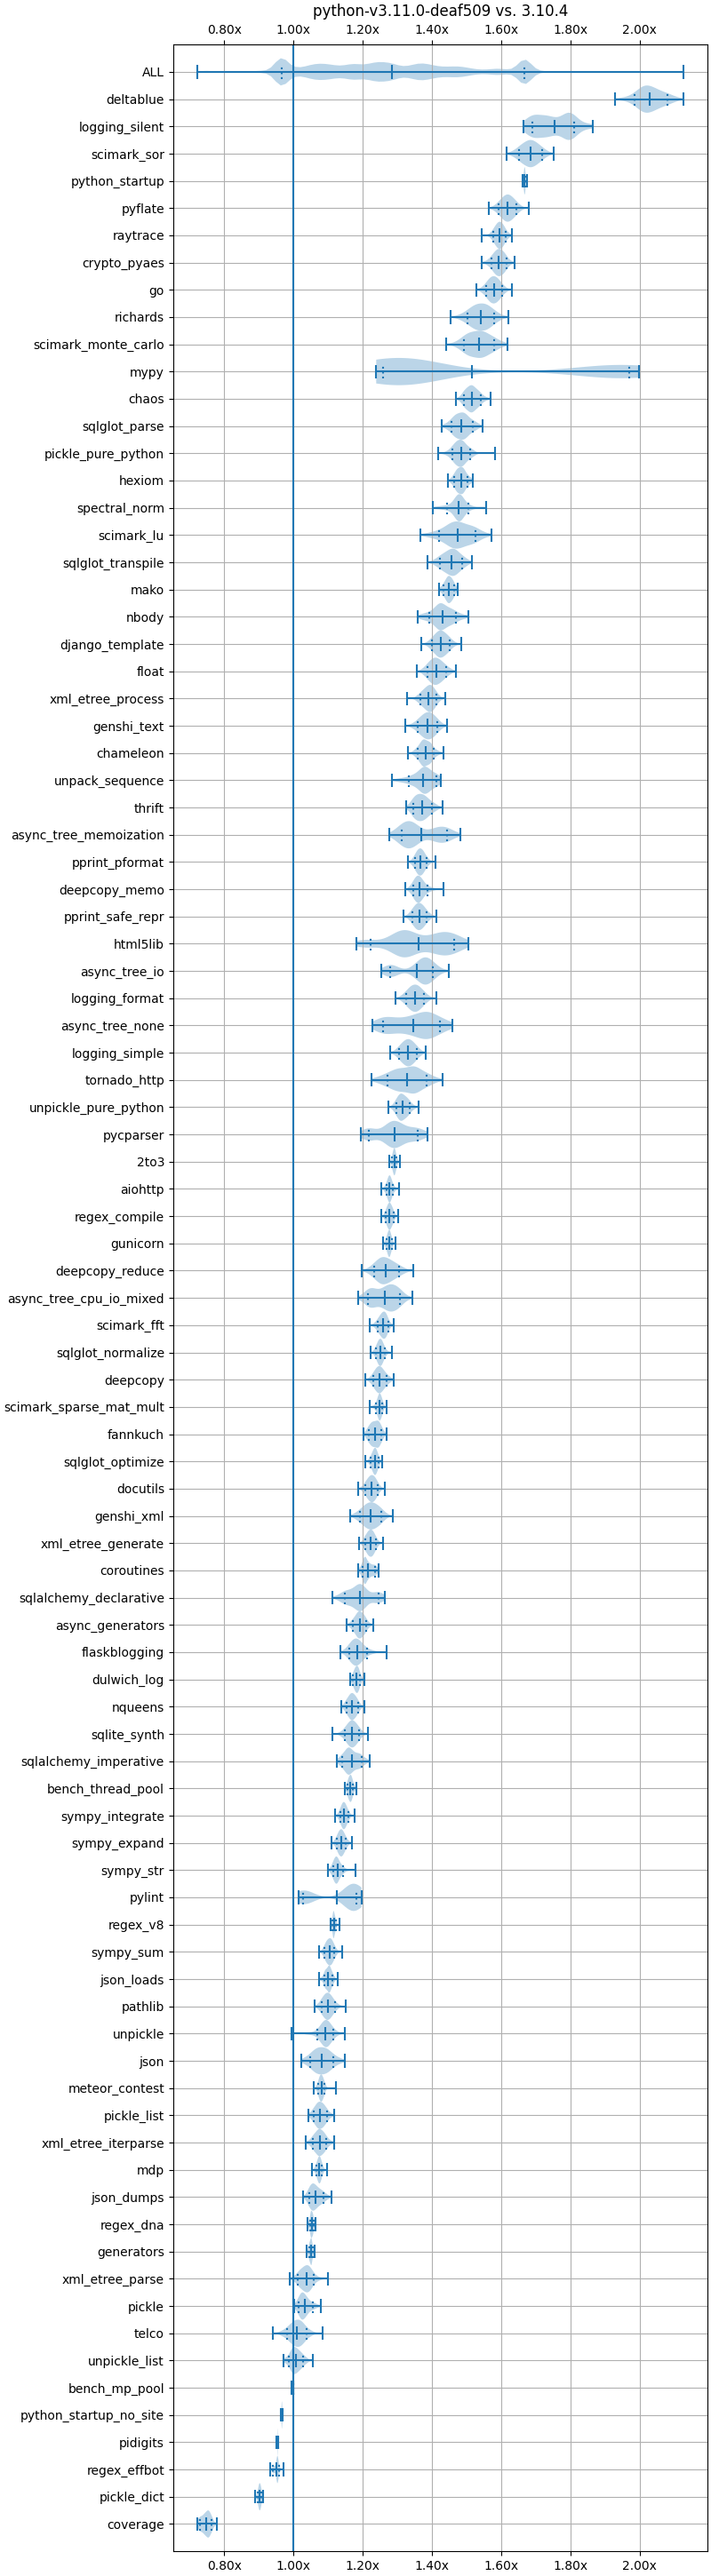 python-v3.11.0-deaf509 vs. 3.10.4
0.80x 1.00x 1.20x 1.40x 1.60x 1.80x 2.00x
ALL
deltablue
logging_silent
scimark_sor
python_startup
pyflate
raytrace
crypto_pyaes
go
richards
scimark_monte_carlo
mypy
chaos
sqlglot_parse
pickle_pure_python
hexiom
spectral_norm
scimark_lu
sqlglot_transpile
mako
nbody
django_template
float
xml_etree_process
genshi_text
chameleon
unpack_sequence
thrift
async_tree_memoization
pprint_pformat
deepcopy_memo
pprint_safe_repr
html5lib
async_tree_io
logging_format
async_tree_none
logging_simple
tornado_http
unpickle_pure_python
pycparser
2to3
aiohttp
regex_compile
gunicorn
deepcopy_reduce
async_tree_cpu_io_mixed
scimark_fft
sqlglot_normalize
deepcopy
scimark_sparse_mat_mult
fannkuch
sqlglot_optimize
docutils
genshi_xml
xml_etree_generate
coroutines
sqlalchemy_declarative
async_generators
flaskblogging
dulwich_log
nqueens
sqlite_synth
sqlalchemy_imperative
bench_thread_pool
sympy_integrate
sympy_expand
sympy_str
pylint
regex_v8
sympy_sum
json_loads
pathlib
unpickle
json
meteor_contest
pickle_list
xml_etree_iterparse
mdp
json_dumps
regex_dna
generators
xml_etree_parse
pickle
telco
unpickle_list
bench_mp_pool
python_startup_no_site
pidigits
regex_effbot
pickle_dict
coverage
0.80x 1.00x 1.20x 1.40x 1.60x 1.80x 2.00x